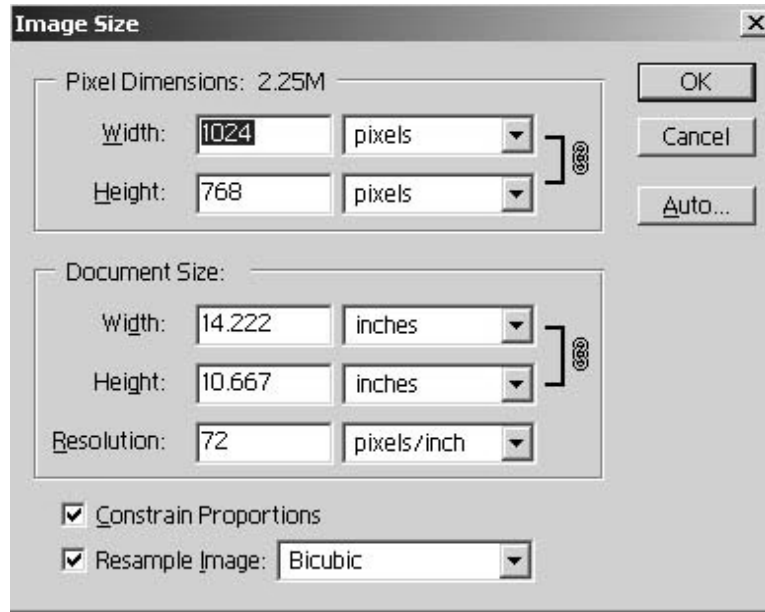 Image Size
Pixel Dimensions: 2.25M
OK
Width: 1024 pixels
Cancel
Height: 768 pixels
Auto...
Document Size:
Width: 14.222 inches
Height: 10.667 inches
Resolution: 72 pixels/inch
Constrain Proportions
Resample Image: Bicubic